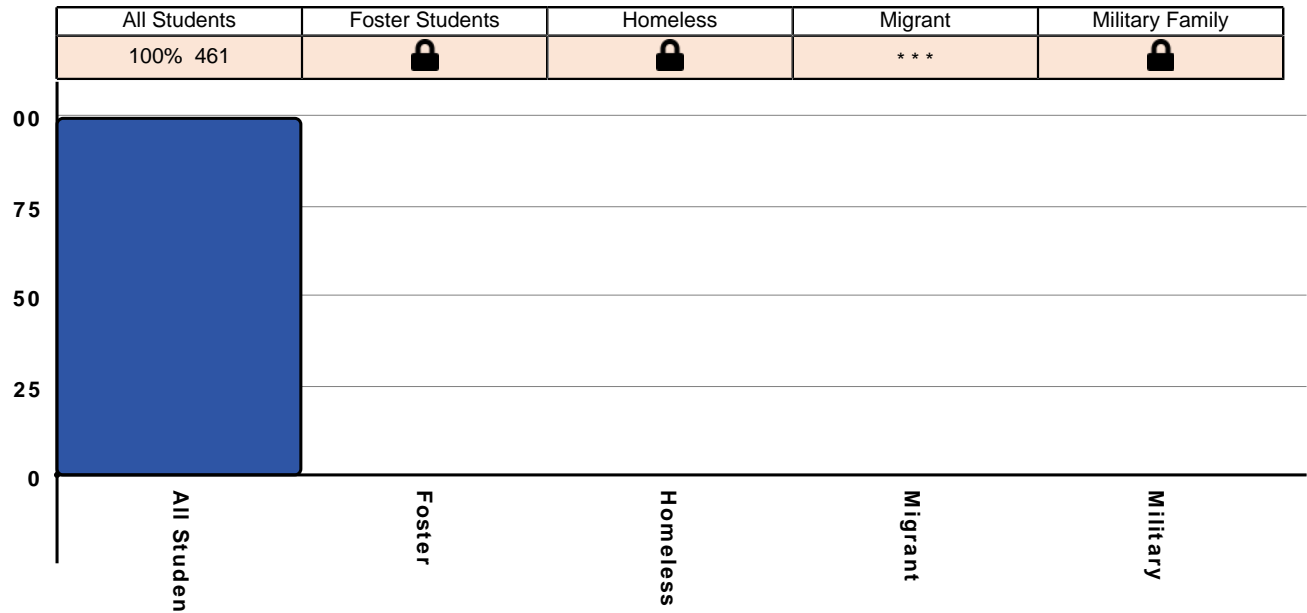 All Students Foster Students Homeless Migrant Military Family
100% 461 * * *
00
75
50
25
0
All Studen
Foster
Homeless
Migrant
Military